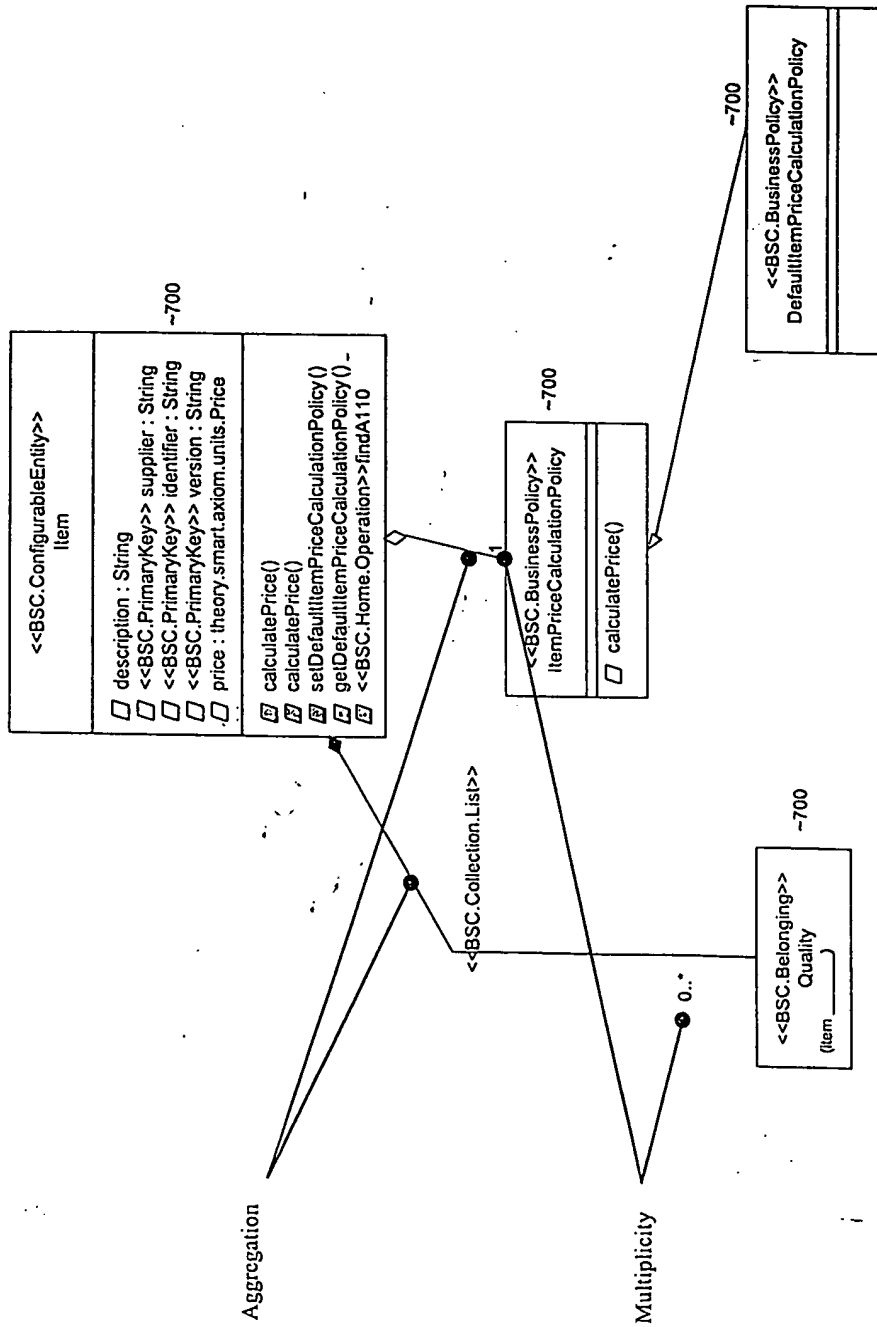 <<BSC.ConfigurableEntity>>
Item
description : String
<<BSC.PrimaryKey>> supplier : String
<<BSC.PrimaryKey>> identifier : String
<<BSC.PrimaryKey>> version : String
price : theory.smart.axiom.units.Price
calculatePrice()
calculatePrice()
setDefaultItemPriceCalculationPolicy()
getDefaultItemPriceCalculationPolicy()
<<BSC.Home.Operation>>findA110
~700
Aggregation
<<BSC.Collection.List>>
1
<<BSC.BusinessPolicy>>
ItemPriceCalculationPolicy
calculatePrice()
~700
<<BSC.BusinessPolicy>>
DefaultItemPriceCalculationPolicy
~700
Multiplicity
0..*
<<BSC.Belonging>>
Quality
(item )
~700